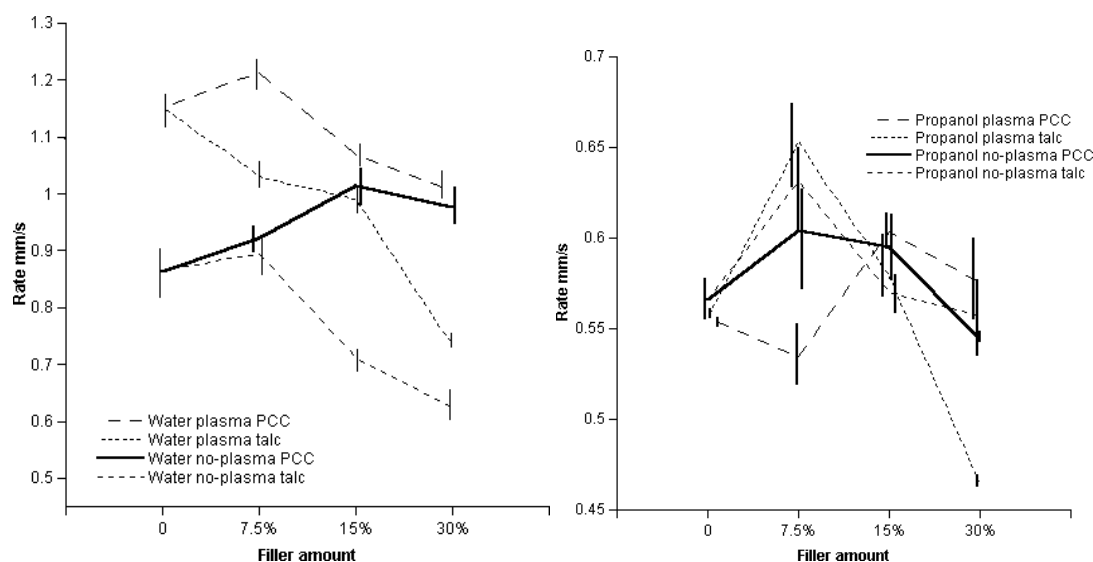 1.3
1.2
1.1
1
0.9
0.8
0.7
0.6
0.5
Rate mm/s
Water plasma PCC
Water plasma talc
Water no-plasma PCC
Water no-plasma talc
0 7.5% 15% 30%
Filler amount
0.7
0.65
0.6
0.55
0.5
0.45
Rate mm/s
Propanol plasma PCC
Propanol plasma talc
Propanol no-plasma PCC
Propanol no-plasma talc
0 7.5% 15% 30%
Filler amount